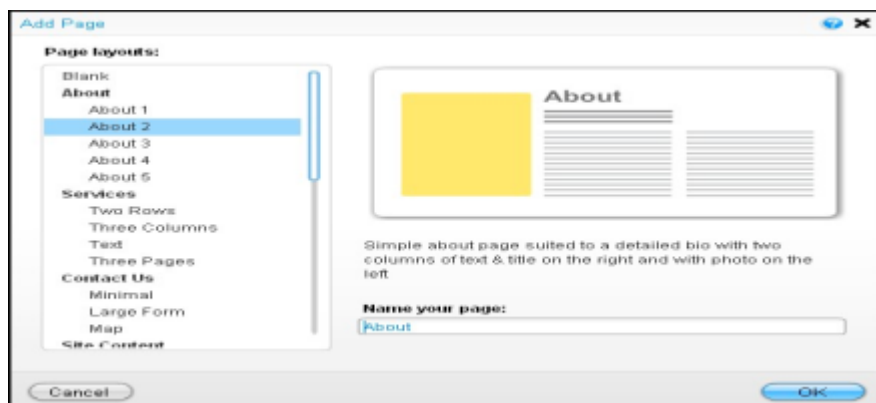 Add Page
Page layouts:
Blank
About
About 1
About 2
About 3
About 4
About 5
Services
Two Rows
Three Columns
Text
Three Pages
Contact Us
Minimal
Large Form
Map
Site Content
About
Simple about page suited to a detailed bio with two
columns of text & title on the right and with photo on the
left
Name your page:
About
Cancel
OK